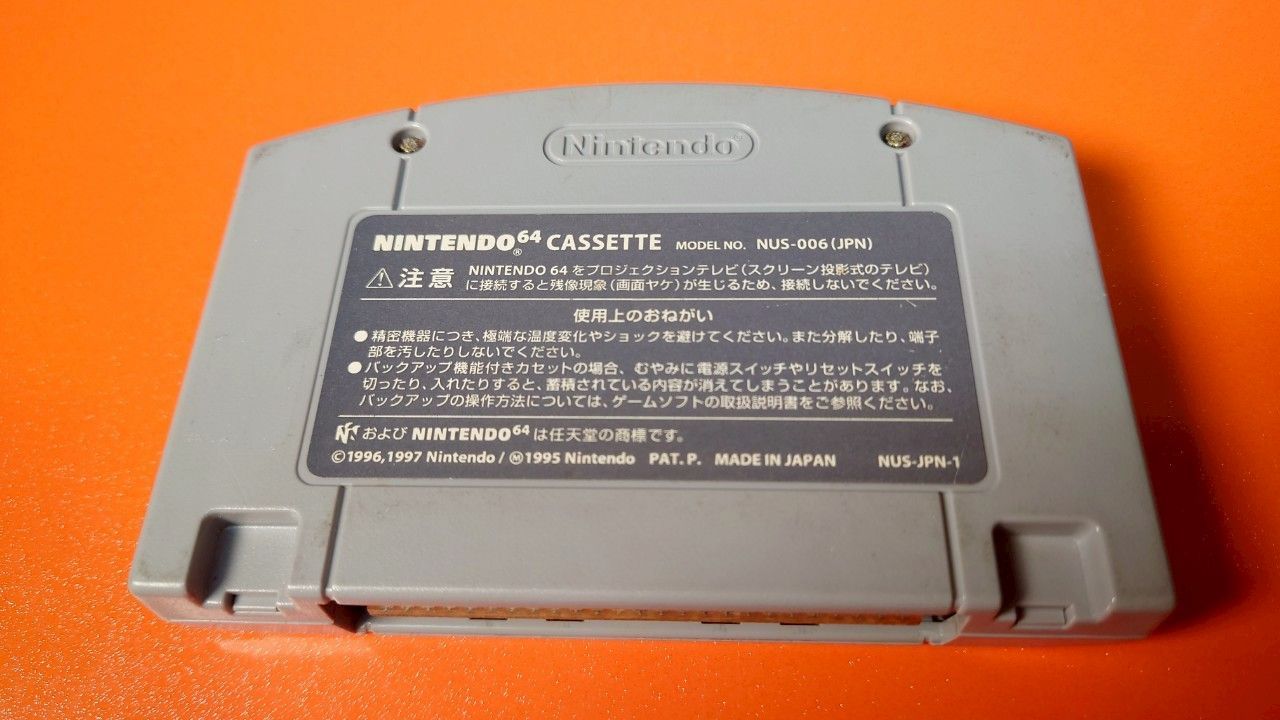 Nintendo®
NINTENDO64® CASSETTE MODEL NO. NUS-006(JPN)
⚠注意 NINTENDO 64をプロジェクションテレビ(スクリーン投影式のテレビ)
に接続すると残像現象(画面ヤケ)が生じるため、接続しないでください。
使用上のおねがい
●精密機器につき、極端な温度変化やショックを避けてください。また分解したり、端子
部を汚したりしないでください。
●バックアップ機能付きカセットの場合、むやみに電源スイッチやリセットスイッチを
切ったり、入れたりすると、蓄積されている内容が消えてしまうことがあります。なお、
バックアップの操作方法については、ゲームソフトの取扱説明書をご参照ください。
および NINTENDO64 は任天堂の商標です。
©1996,1997 Nintendo / Ⓜ1995 Nintendo PAT.P. MADE IN JAPAN NUS-JPN-1